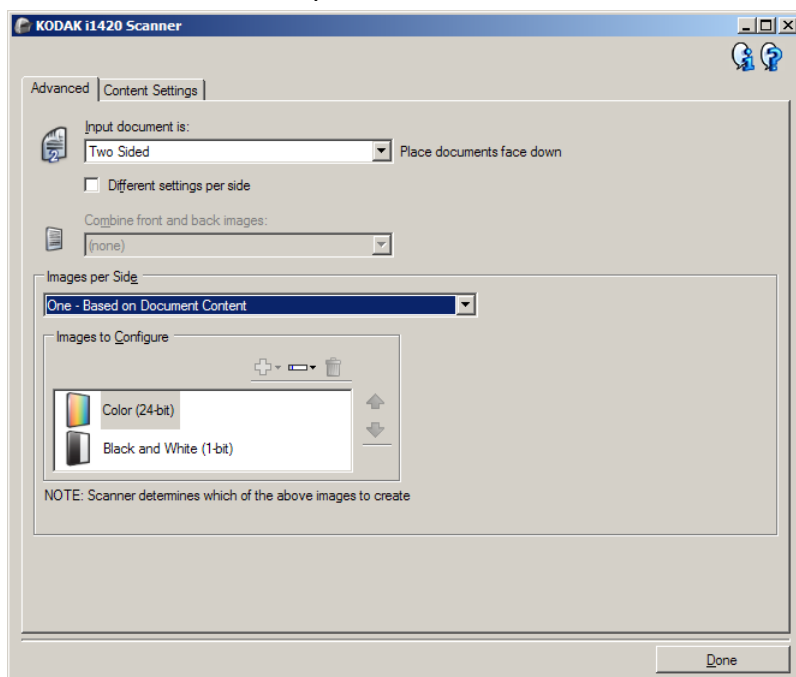 KODAK i1420 Scanner
Advanced
Content Settings
Input document is:
Two Sided
Place documents face down
Different settings per side
Combine front and back images:
(none)
Images per Side
One - Based on Document Content
Images to Configure
Color (24-bit)
Black and White (1-bit)
NOTE: Scanner determines which of the above images to create
Done